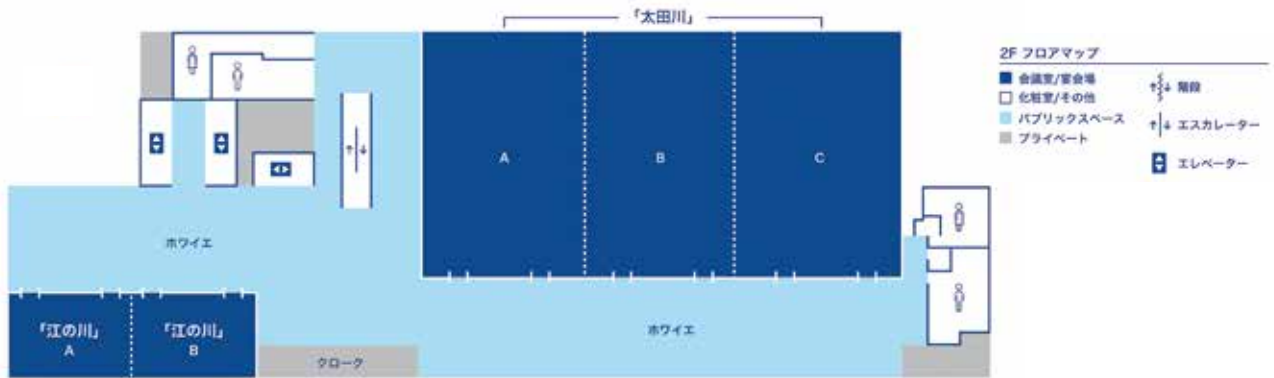 「太田川」
2F フロアマップ
会議室/宴会場
化粧室/その他
パブリックスペース
プライベート
階段
エスカレーター
エレベーター
A
B
C
ホワイエ
「江の川」
A
「江の川」
B
クローク
ホワイエ